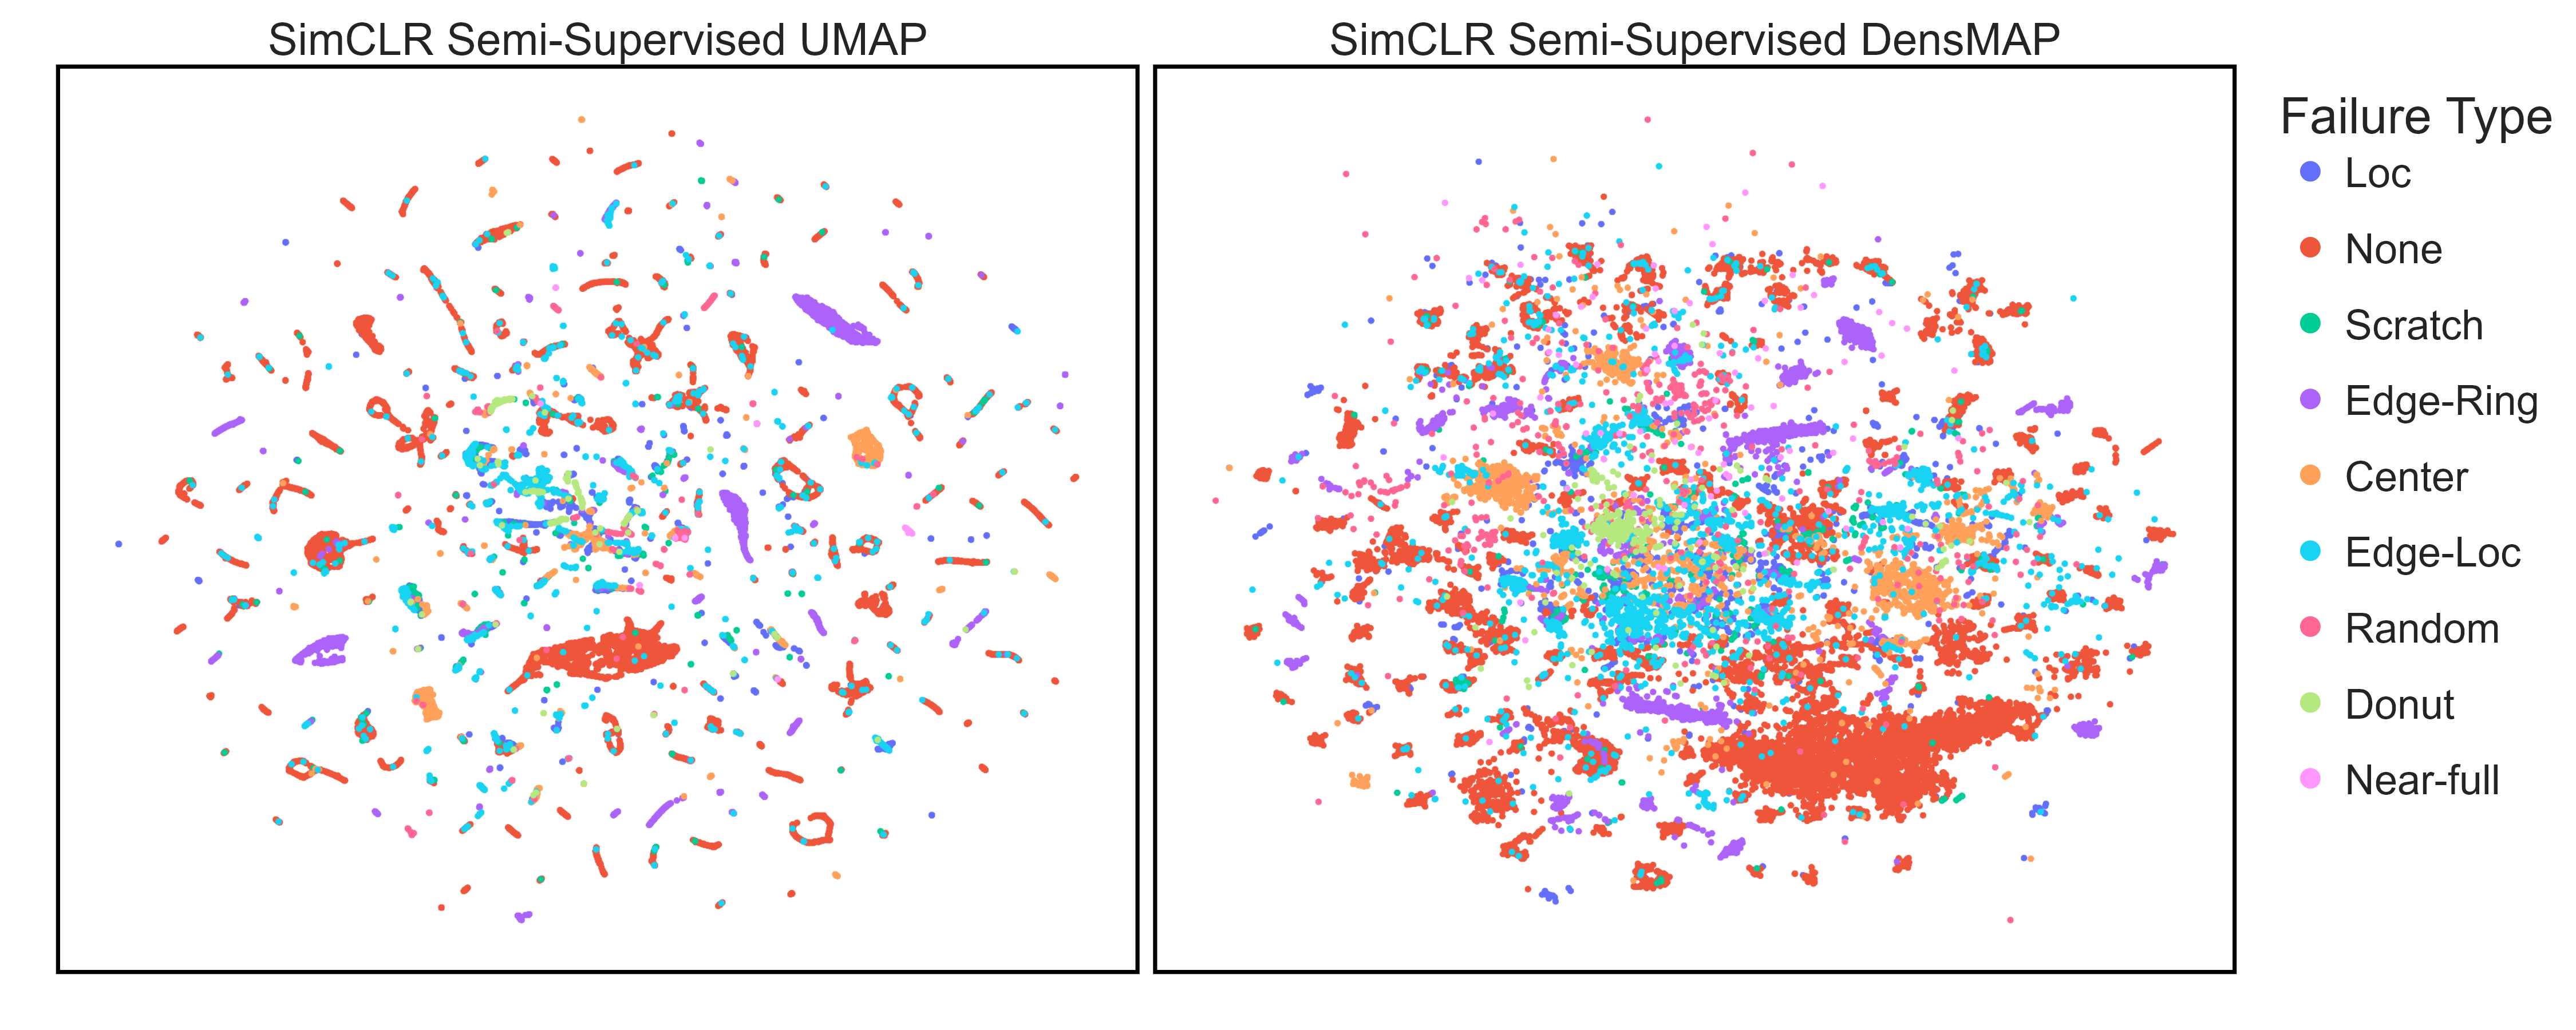 SimCLR Semi-Supervised UMAP
SimCLR Semi-Supervised DensMAP
Failure Type
Loc
None
Scratch
Edge-Ring
Center
Edge-Loc
Random
Donut
Near-full